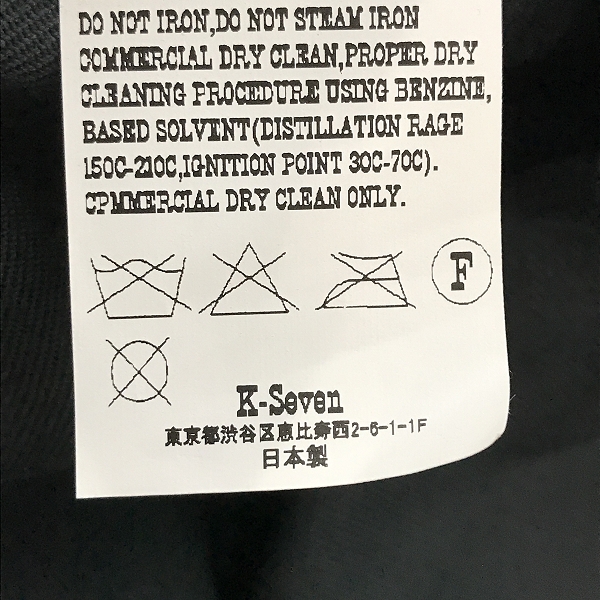 DO NOT IRON,DO NOT STEAM IRON
COMMERCIAL DRY CLEAN,PROPER DRY
CLEANING PROCEDURE USING BENZINE,
BASED SOLVENT(DISTILLATION RAGE
150C-210C,IGNITION POINT 30C-70C).
CPMMERCIAL DRY CLEAN ONLY.
F
K-Seven
東京都渋谷区恵比寿西2-6-1-1F
日本製